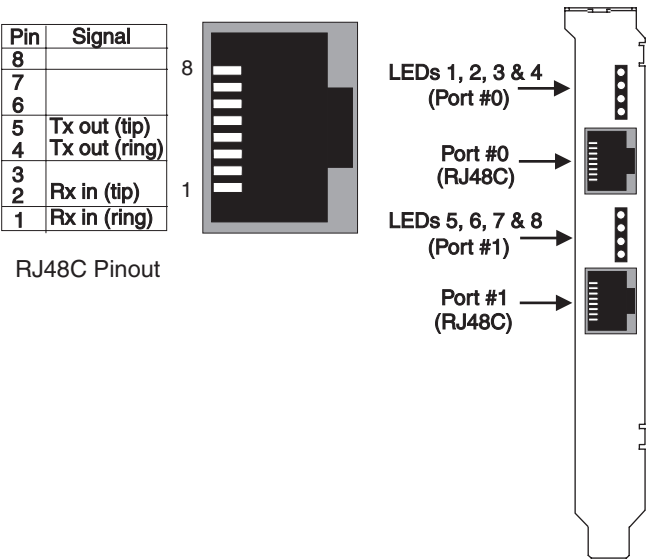 Pin Signal
8
7
6
5 Tx out (tip)
4 Tx out (ring)
3
2 Rx in (tip)
1 Rx in (ring)
RJ48C Pinout
8
1
LEDs 1, 2, 3 & 4
(Port #0)
Port #0
(RJ48C)
LEDs 5, 6, 7 & 8
(Port #1)
Port #1
(RJ48C)